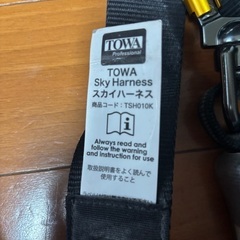 TOWA
Professional
TOWA
Sky Harness
スカイハーネス
商品コード：TSH010K
Always read and
follow the warning
and instruction for use
取扱説明書をよく読んで
使用すること